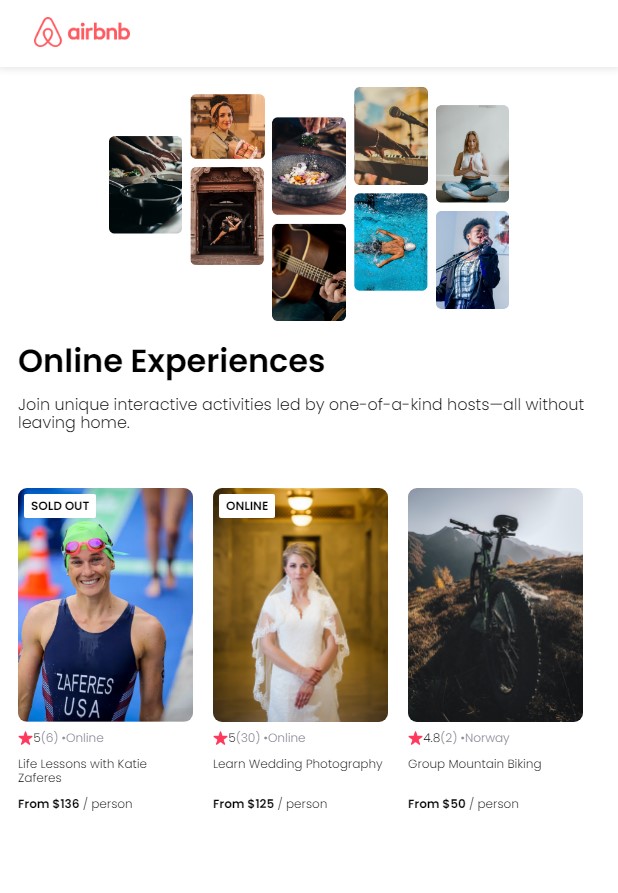 airbnb
Online Experiences
Join unique interactive activities led by one-of-a-kind hosts—all without
leaving home.
SOLD OUT
ZAFERES
USA
5(6) •Online
Life Lessons with Katie
Zaferes
From $136 / person
ONLINE
5(30) •Online
Learn Wedding Photography
From $125 / person
4.8(2) •Norway
Group Mountain Biking
From $50 / person